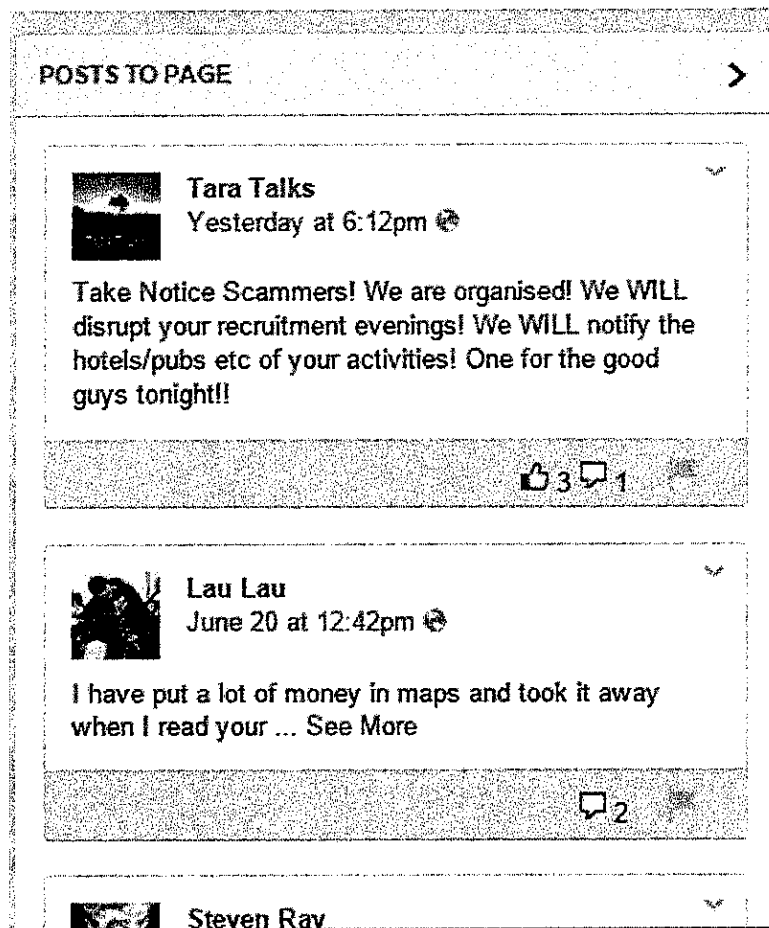 POSTS TO PAGE
Tara Talks
Yesterday at 6:12pm
Take Notice Scammers! We are organised! We WILL
disrupt your recruitment evenings! We WILL notify the
hotels/pubs etc of your activities! One for the good
guys tonight!!
3 1
Lau Lau
June 20 at 12:42pm
I have put a lot of money in maps and took it away
when I read your ... See More
2
Steven Ray